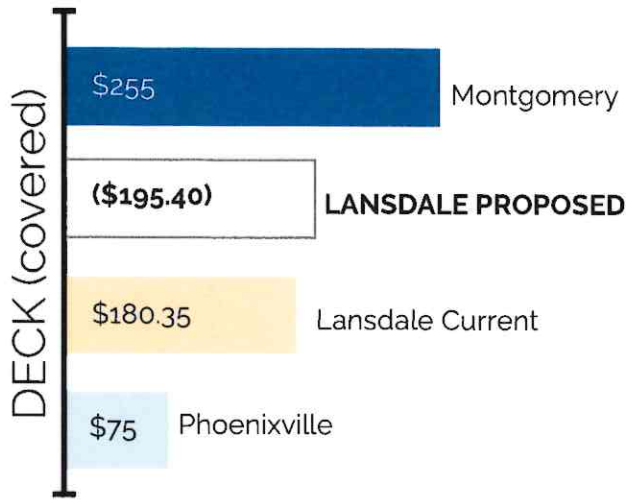 DECK (covered)
$255 Montgomery
($195.40) LANSDALE PROPOSED
$180.35 Lansdale Current
$75 Phoenixville